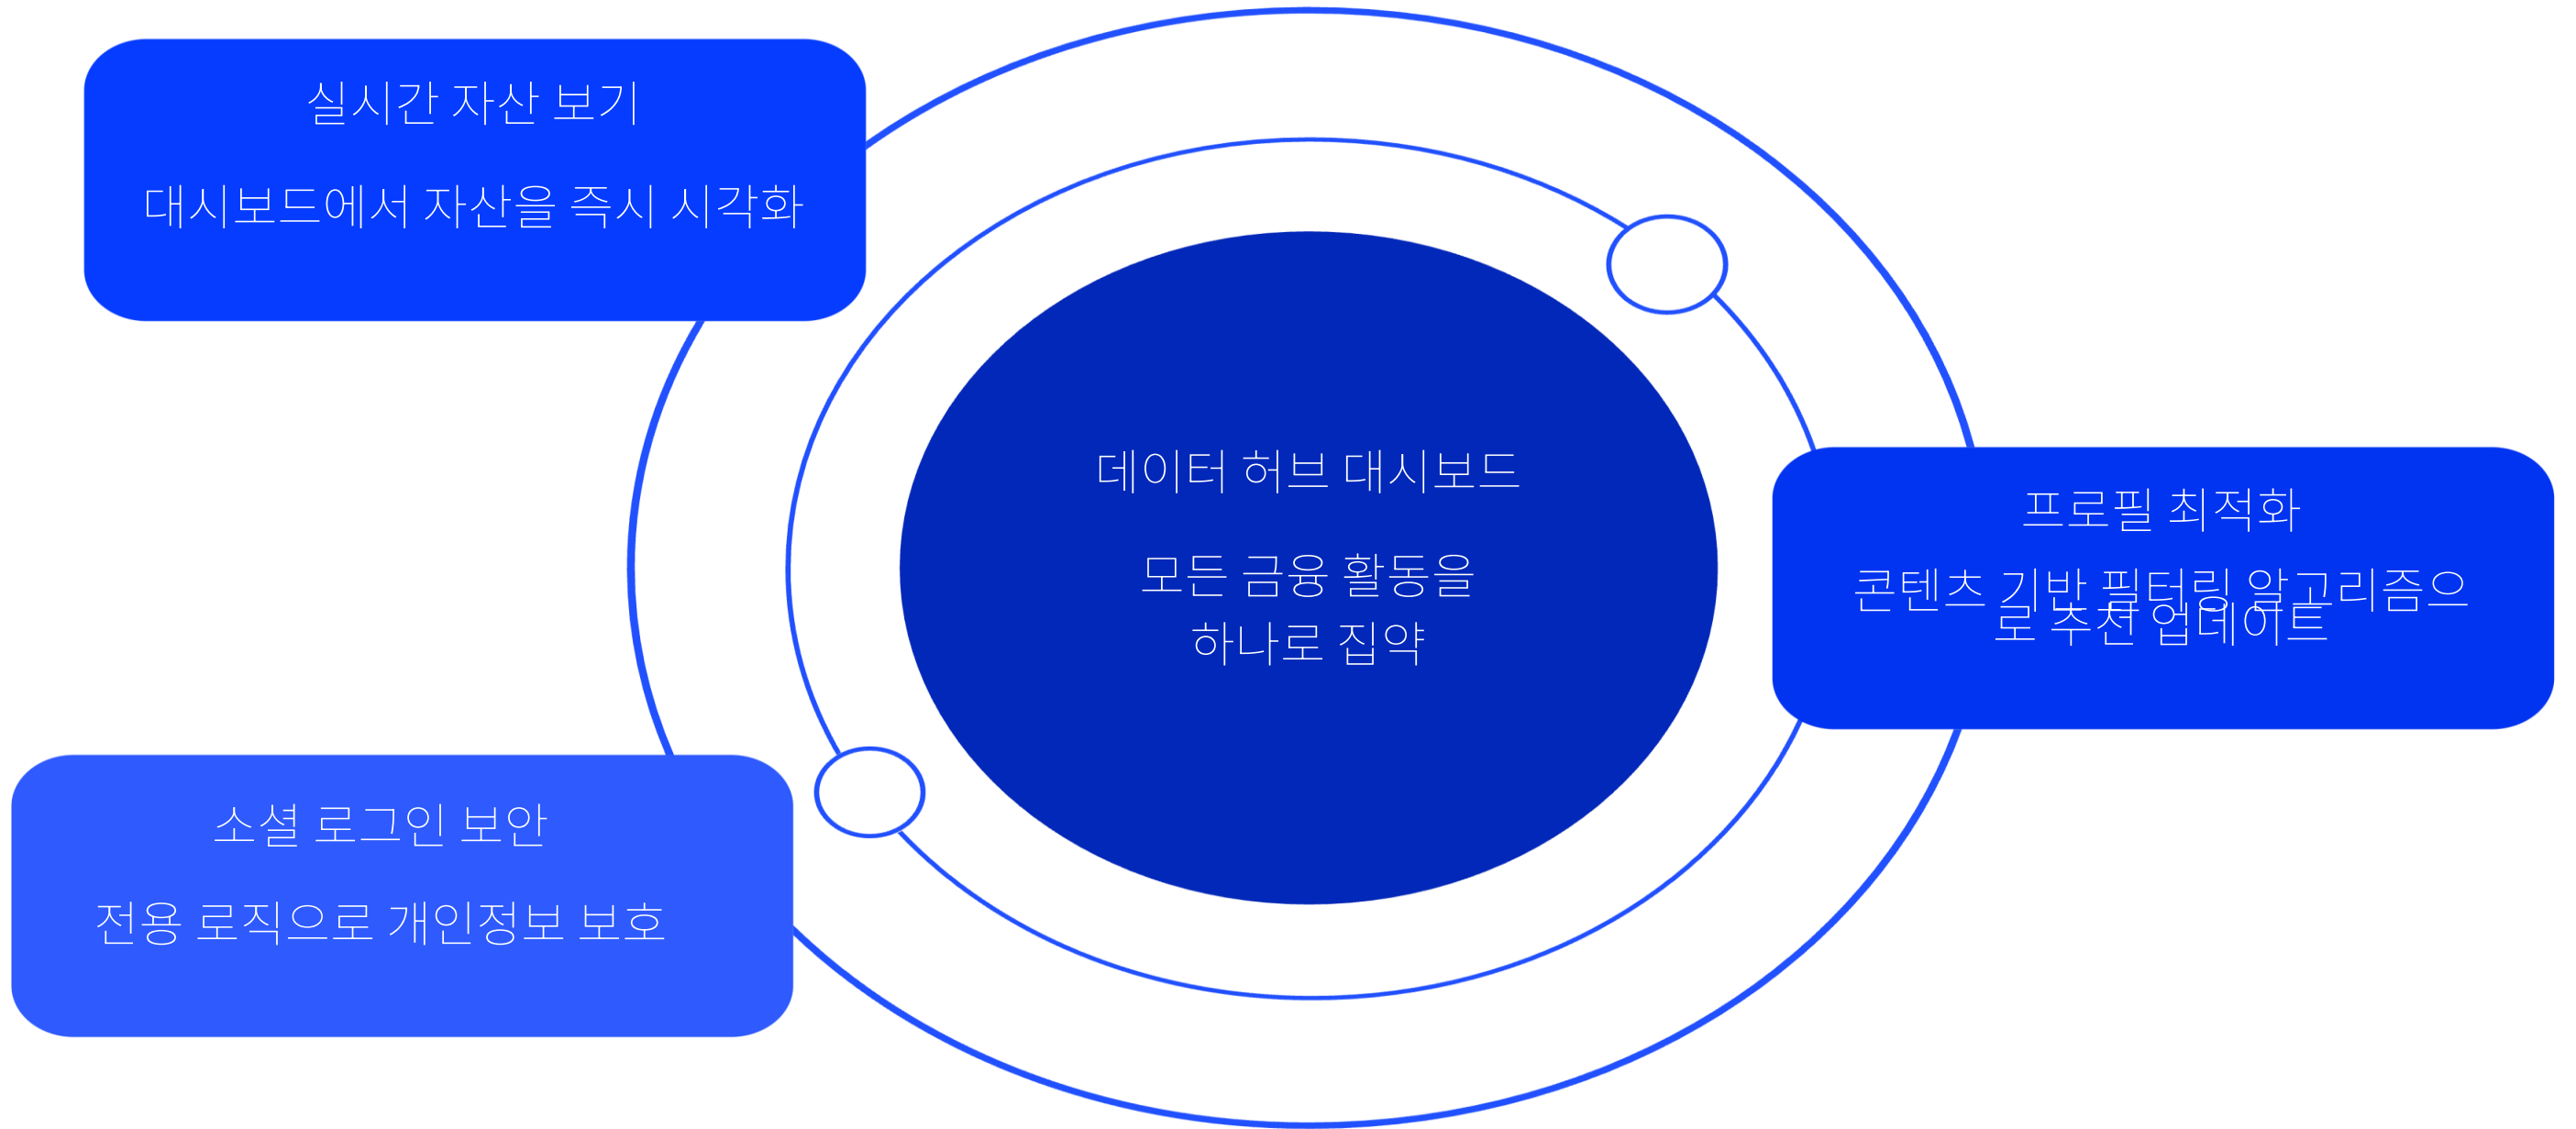 실시간 자산 보기
대시보드에서 자산을 즉시 시각화
데이터 허브 대시보드
모든 금융 활동을
하나로 집약
프로필 최적화
콘텐츠 기반 필터링 알고리즘으
로 추천 업데이트
소셜 로그인 보안
전용 로직으로 개인정보 보호